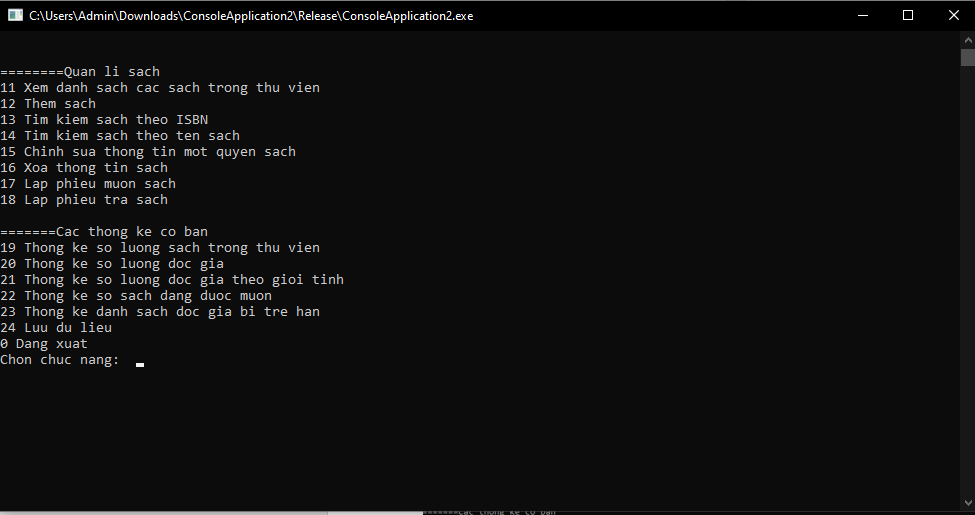 C:\Users\Admin\Downloads\ConsoleApplication2\Release\ConsoleApplication2.exe
========Quan li sach
11 Xem danh sach cac sach trong thu vien
12 Them sach
13 Tim kiem sach theo ISBN
14 Tim kiem sach theo ten sach
15 Chinh sua thong tin mot quyen sach
16 Xoa thong tin sach
17 Lap phieu muon sach
18 Lap phieu tra sach
=======Cac thong ke co ban
19 Thong ke so luong sach trong thu vien
20 Thong ke so luong doc gia
21 Thong ke so luong doc gia theo gioi tinh
22 Thong ke so sach dang duoc muon
23 Thong ke danh sach doc gia bi tre han
24 Luu du lieu
0 Dang xuat
Chon chuc nang:
=======Cac thong ke co ban